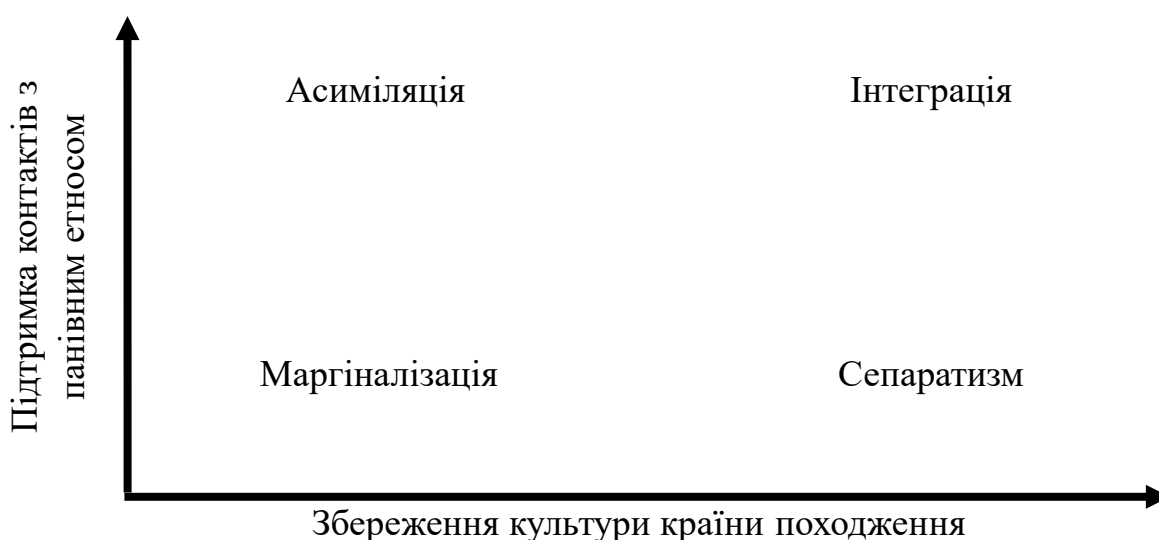 Підтримка контактів з
панівним етносом
Асиміляція
Інтеграція
Маргіналізація
Сепаратизм
Збереження культури країни походження